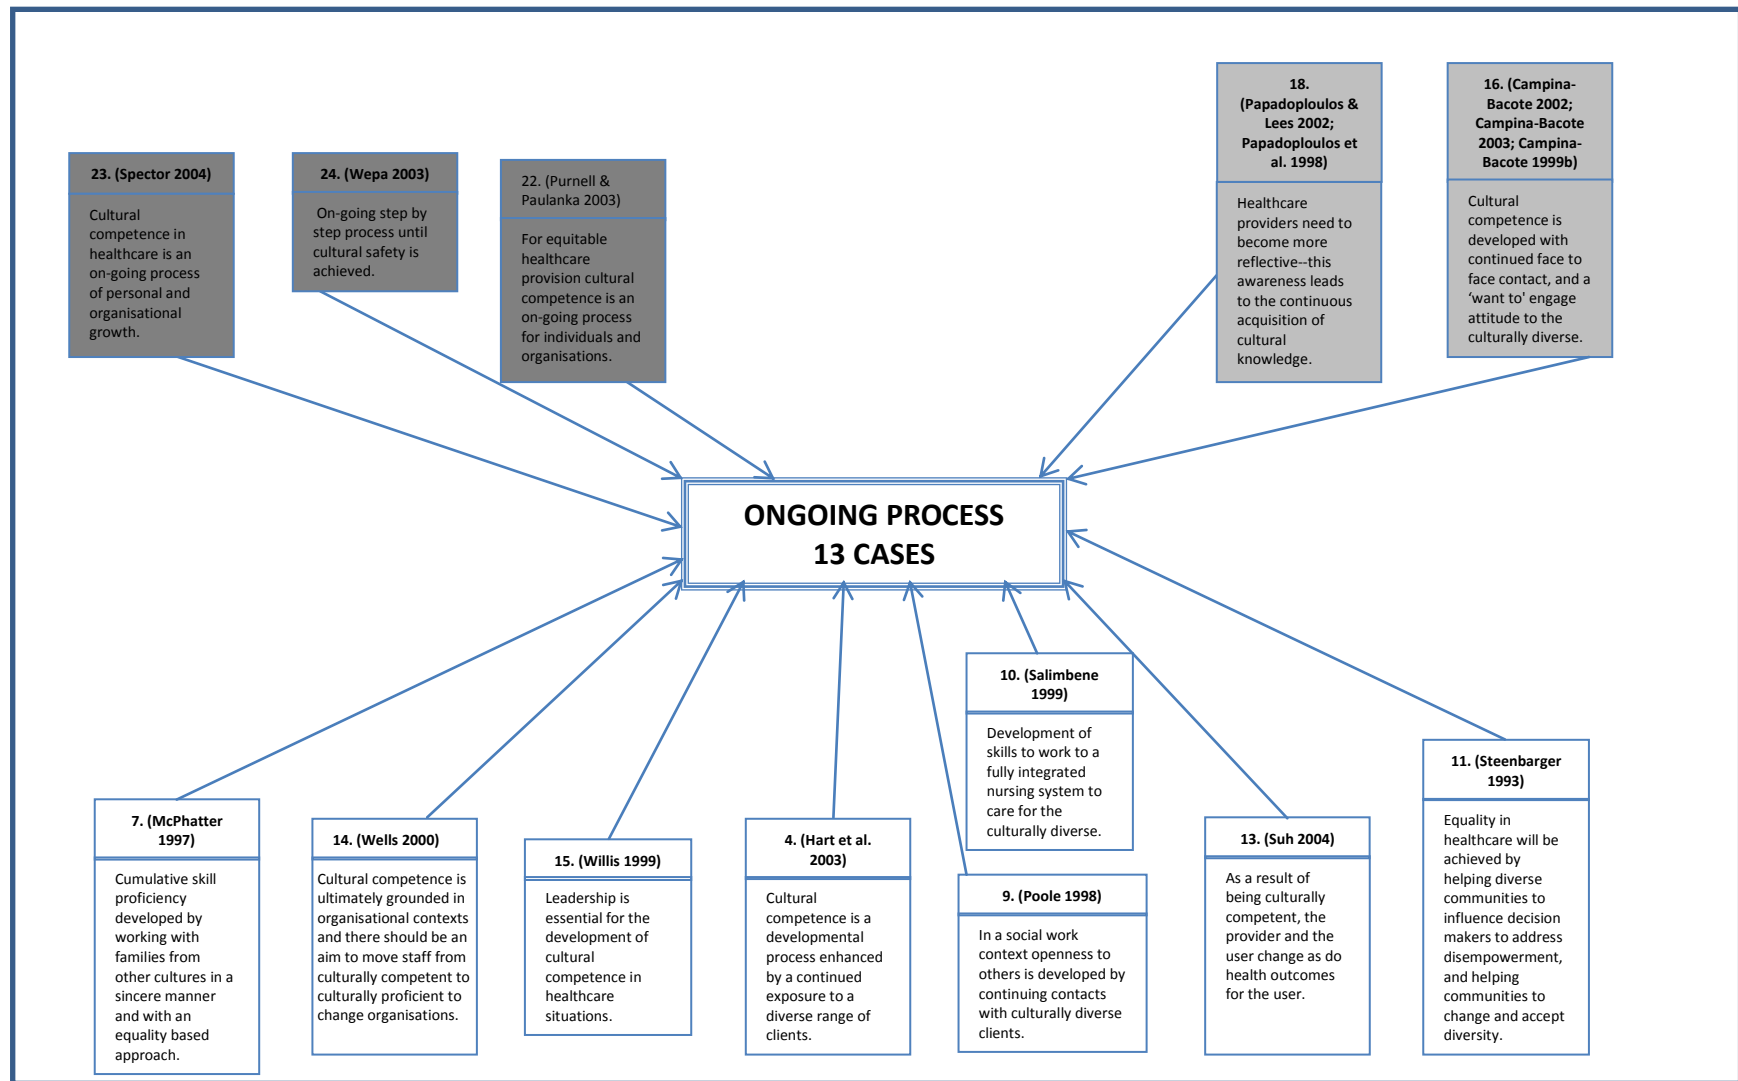 23. (Spector 2004)
Cultural
competence in
healthcare is an
on-going process
of personal and
organisational
growth.
24. (Wepa 2003)
On-going step by
step process until
cultural safety is
achieved.
22. (Purnell &
Paulanka 2003)
For equitable
healthcare
provision cultural
competence is an
on-going process
for individuals and
organisations.
18.
(Papadoploulos &
Lees 2002;
Papadoploulos et
al. 1998)
Healthcare
providers need to
become more
reflective--this
awareness leads
to the continuous
acquisition of
cultural
knowledge.
16. (Campina-
Bacote 2002;
Campina-Bacote
2003; Campina-
Bacote 1999b)
Cultural
competence is
developed with
continued face to
face contact, and a
‘want to' engage
attitude to the
culturally diverse.
ONGOING PROCESS
13 CASES
7. (McPhatter
1997)
Cumulative skill
proficiency
developed by
working with
families from
other cultures in a
sincere manner
and with an
equality based
approach.
14. (Wells 2000)
Cultural competence is
ultimately grounded in
organisational contexts
and there should be an
aim to move staff from
culturally competent to
culturally proficient to
change organisations.
15. (Willis 1999)
Leadership is
essential for the
development of
cultural
competence in
healthcare
situations.
4. (Hart et al.
2003)
Cultural
competence is a
developmental
process enhanced
by a continued
exposure to a
diverse range of
clients.
10. (Salimbene
1999)
Development of
skills to work to a
fully integrated
nursing system to
care for the
culturally diverse.
9. (Poole 1998)
In a social work
context openness to
others is developed by
continuing contacts
with culturally diverse
clients.
13. (Suh 2004)
As a result of
being culturally
competent, the
provider and the
user change as do
health outcomes
for the user.
11. (Steenbarger
1993)
Equality in
healthcare will be
achieved by
helping diverse
communities to
influence decision
makers to address
disempowerment,
and helping
communities to
change and accept
diversity.